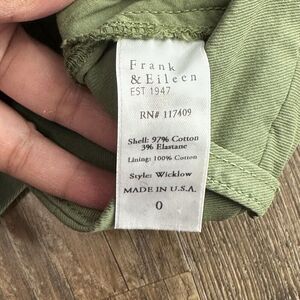 Frank
& Eileen
EST 1947
RN# 117409
Shell: 97% Cotton
3% Elastane
Lining: 100% Cotton
Style: Wicklow
MADE IN U.S.A.
0